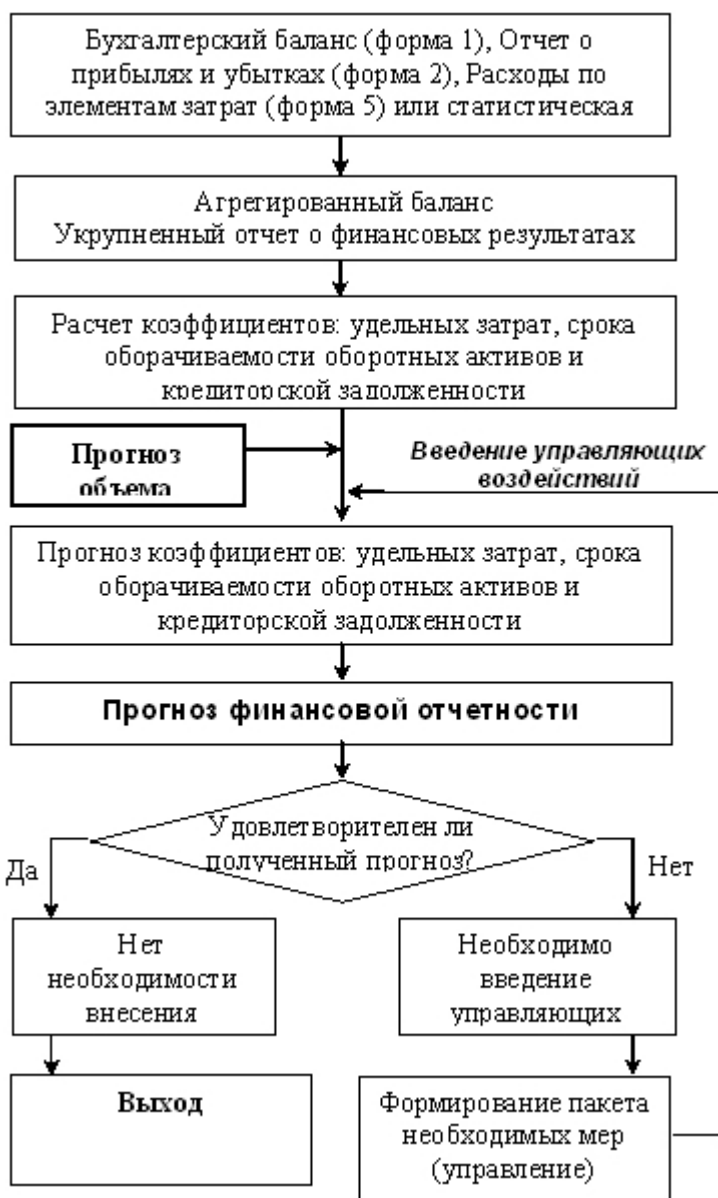 Бухгалтерский баланс (форма 1), Отчет о
прибылях и убытках (форма 2), Расходы по
элементам затрат (форма 5) или статистическая
Агрегированный баланс
Укрупненный отчет о финансовых результатах
Расчет коэффициентов: удельных затрат, срока
оборачиваемости оборотных активов и
кредиторской задолженности
Прогноз
объема
Введение управляющих
воздействий
Прогноз коэффициентов: удельных затрат, срока
оборачиваемости оборотных активов и
кредиторской задолженности
Прогноз финансовой отчетности
Удовлетворителен ли
полученный прогноз?
Да
Нет
Нет
необходимости
внесения
Необходимо
введение
управляющих
Выход
Формирование пакета
необходимых мер
(управление)